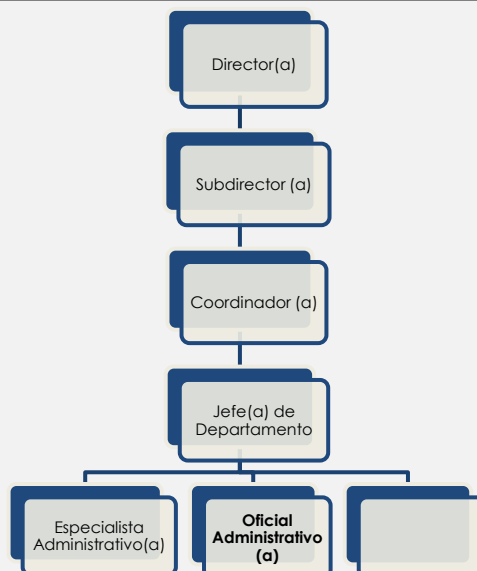 Director(a)
Subdirector (a)
Coordinador (a)
Jefe(a) de
Departamento
Especialista
Administrativo(a)
Oficial
Administrativo
(a)